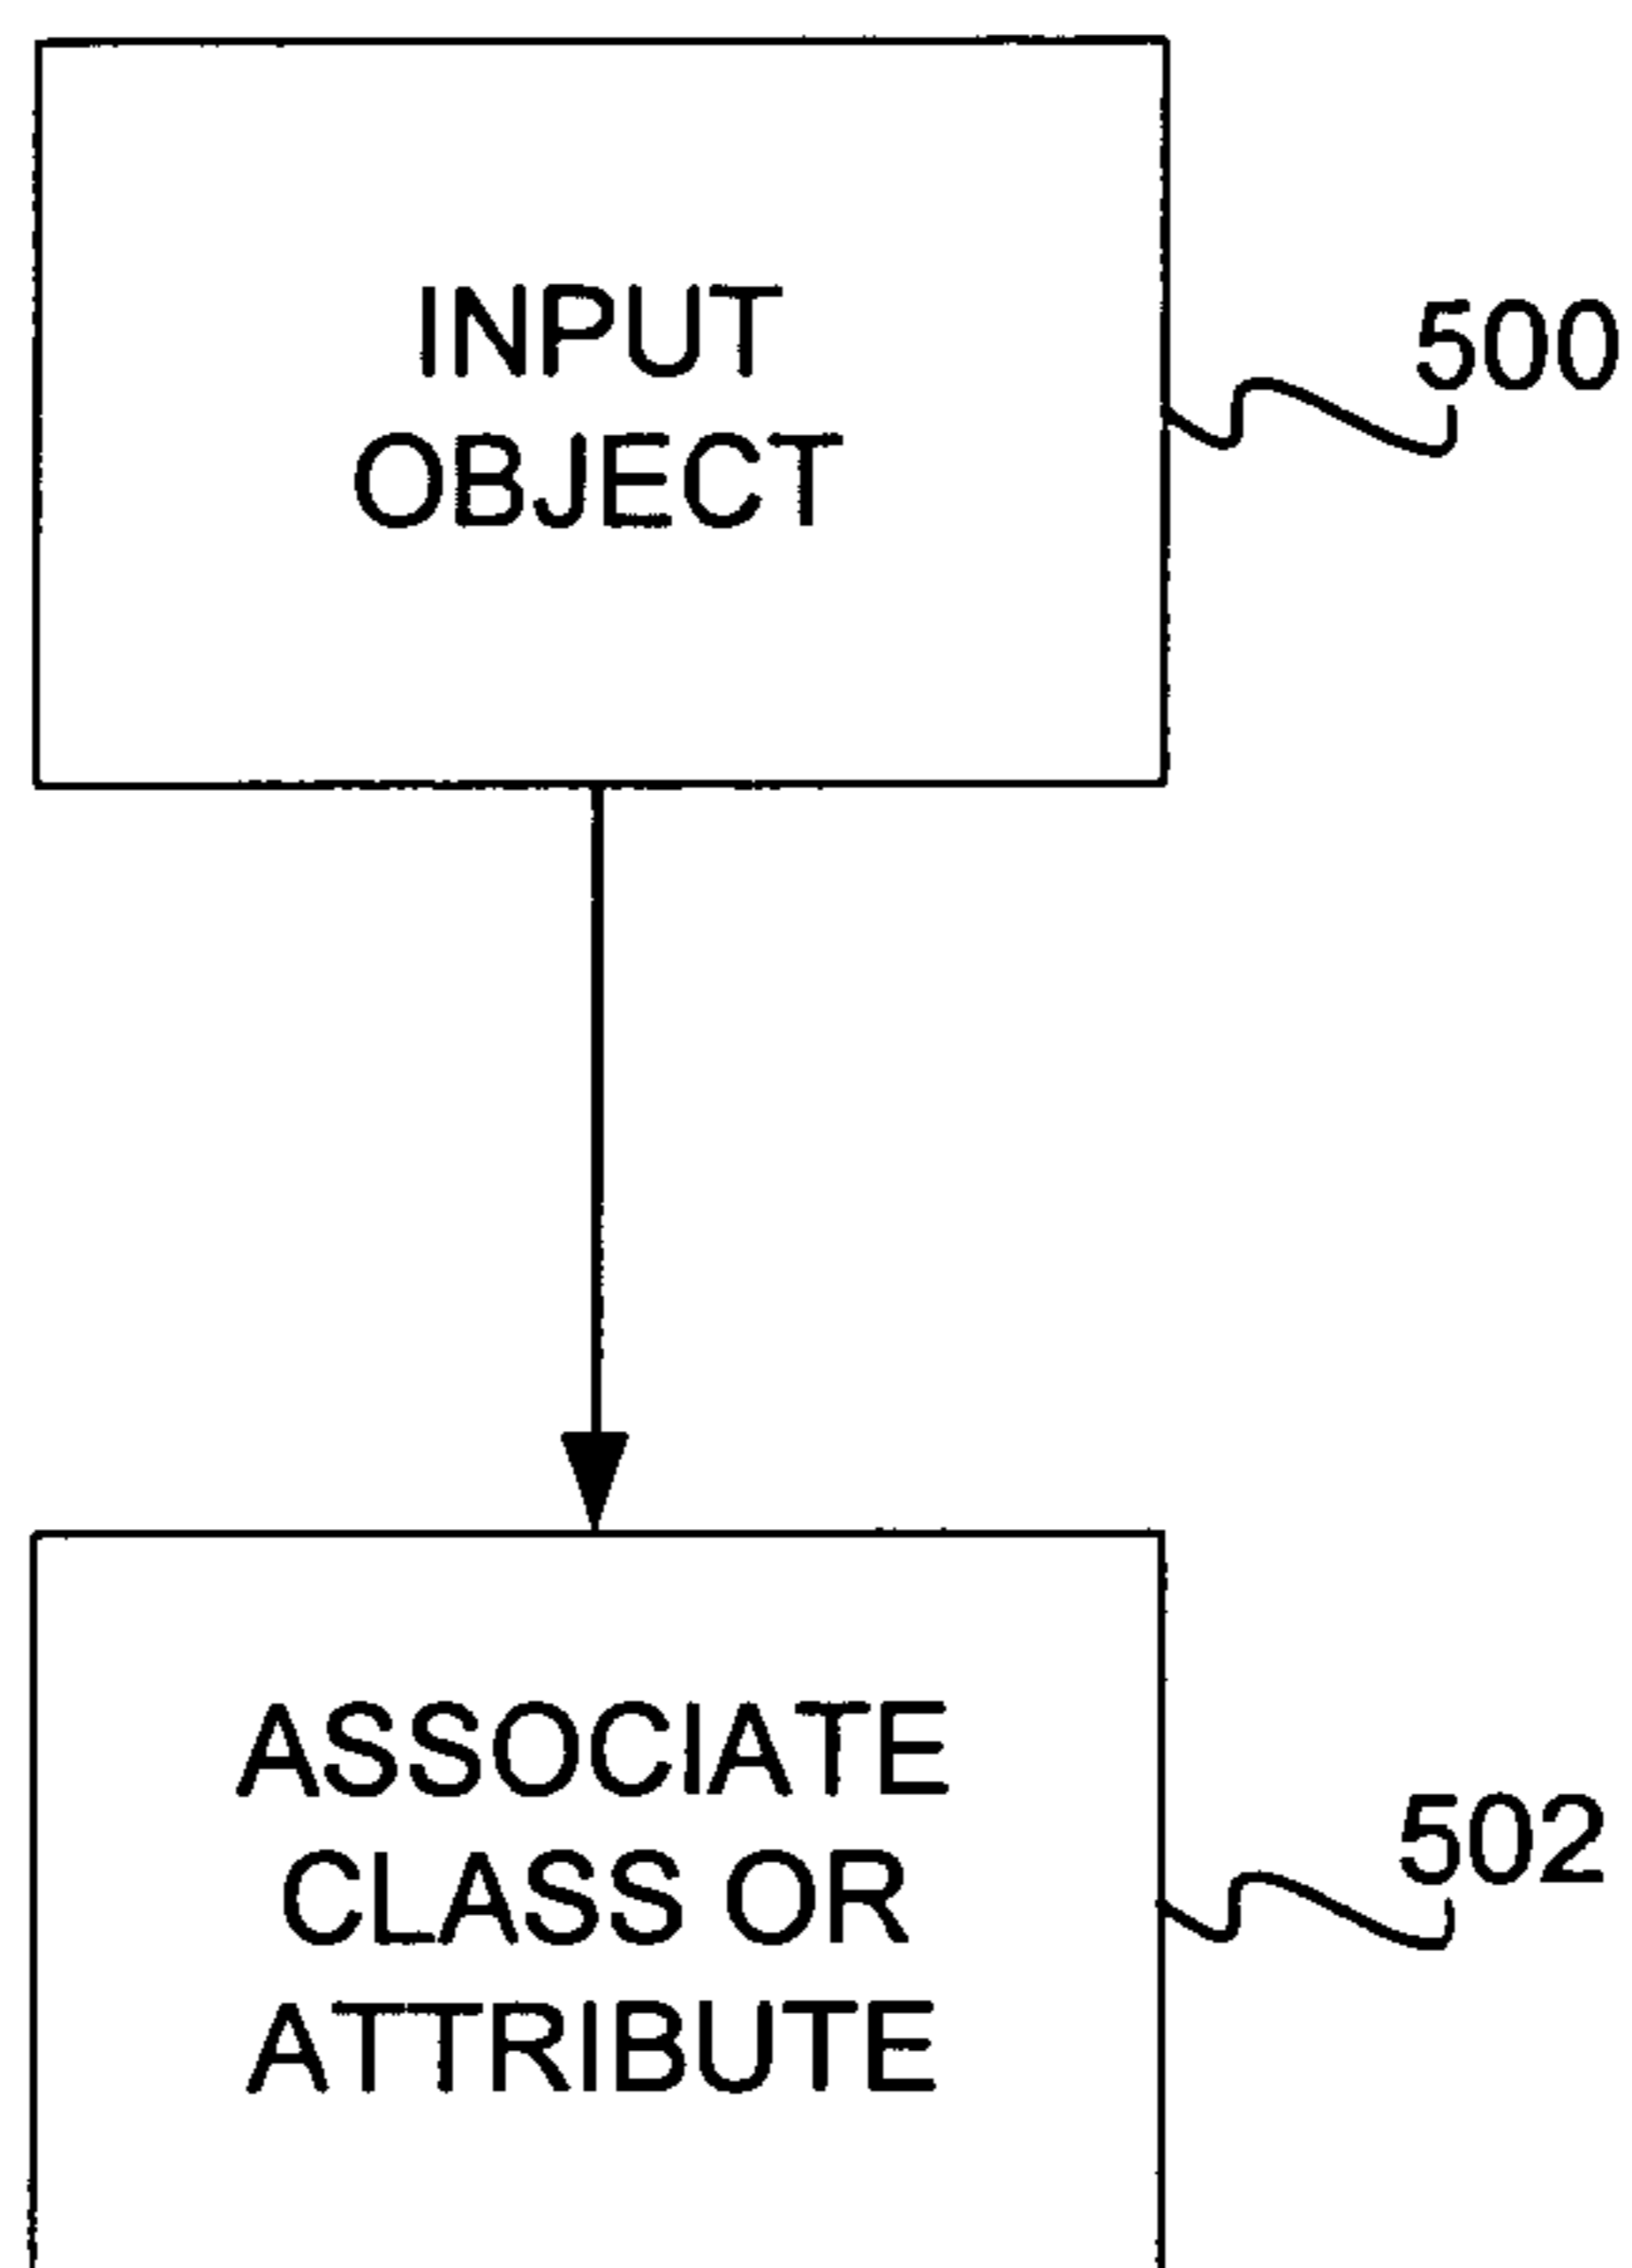 INPUT
OBJECT
500
ASSOCIATE
CLASS OR
ATTRIBUTE
502